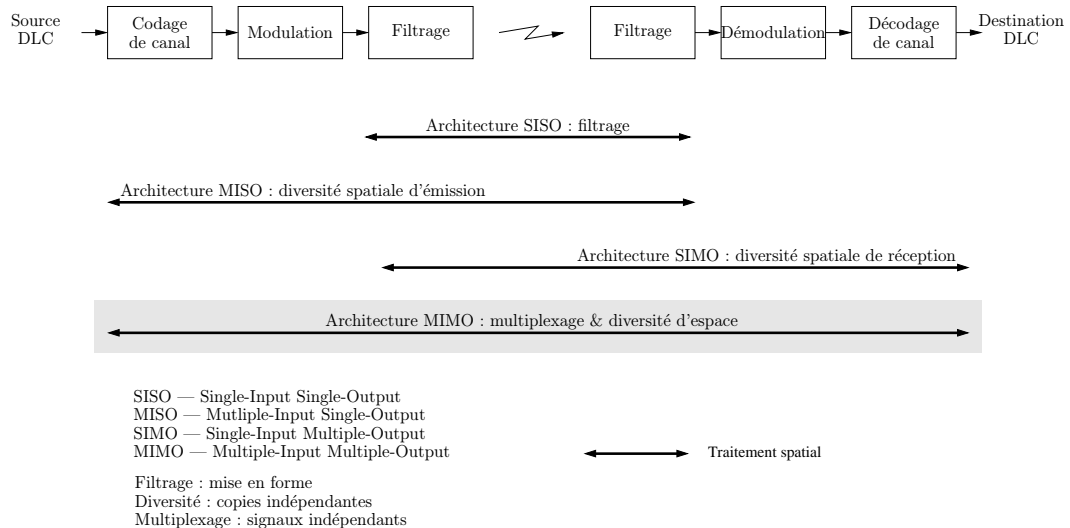 Source
DLC
Codage
de canal
Modulation
Filtrage
Filtrage
Démodulation
Décodage
de canal
Destination
DLC
Architecture SISO : filtrage
Architecture MISO : diversité spatiale d'émission
Architecture SIMO : diversité spatiale de réception
Architecture MIMO : multiplexage & diversité d'espace
SISO — Single-Input Single-Output
MISO — Mutliple-Input Single-Output
SIMO — Single-Input Multiple-Output
MIMO — Multiple-Input Multiple-Output
Traitement spatial
Filtrage : mise en forme
Diversité : copies indépendantes
Multiplexage : signaux indépendants